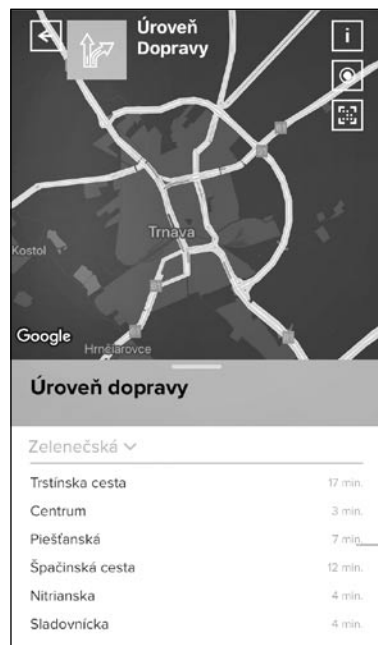 Úroveň
Dopravy
i
Trnava
Kostol
Google
Hrnčiarovce
Úroveň dopravy
Zelenečská
Trstínska cesta 17 min.
Centrum 3 min.
Piešťanská 7 min.
Špačinská cesta 12 min.
Nitrianska 4 min.
Sladovnícka 4 min.